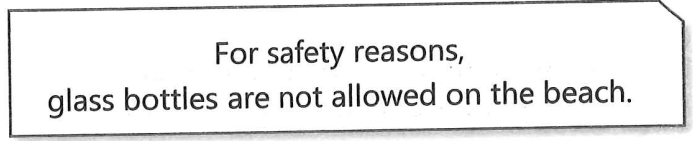 For safety reasons,
glass bottles are not allowed on the beach.